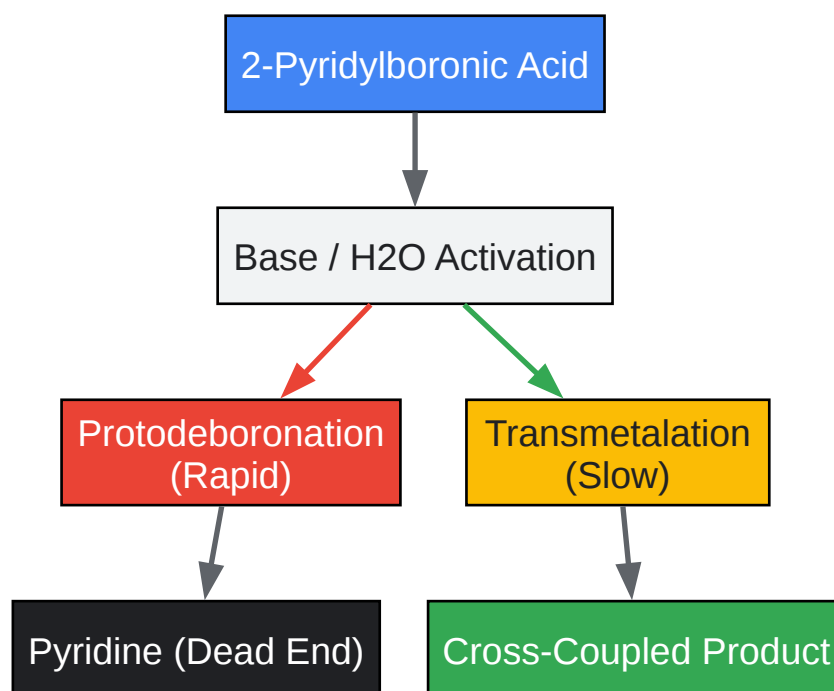 2-Pyridylboronic Acid
Base / H2O Activation
Protodeboronation
(Rapid)
Transmetalation
(Slow)
Pyridine (Dead End)
Cross-Coupled Product